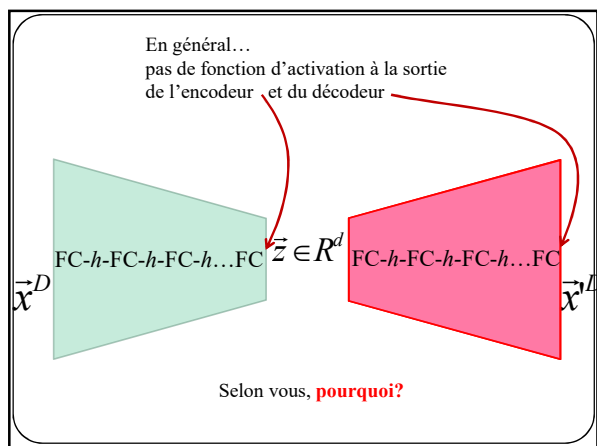 En général…
pas de fonction d’activation à la sortie
de l’encodeur et du décodeur
FC-h-FC-h-FC-h…FC
z⃗ ∈ R^d
FC-h-FC-h-FC-h…FC
x⃗^D
x⃗'^D
Selon vous, pourquoi?